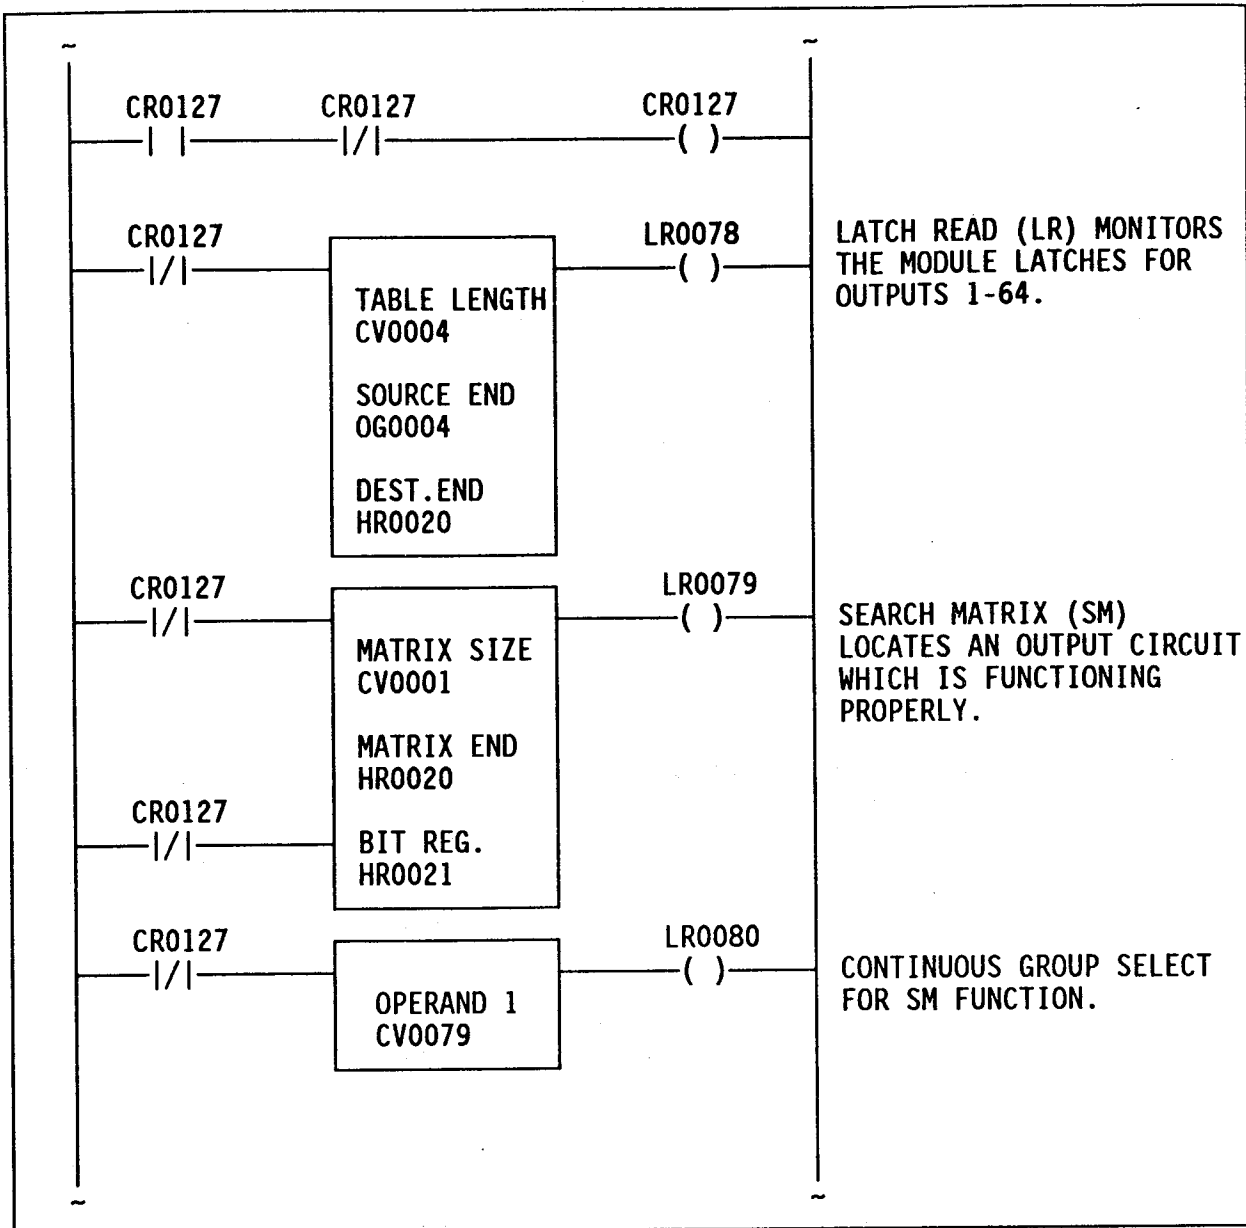 CR0127 CR0127 CR0127
CR0127 LR0078
TABLE LENGTH
CV0004
SOURCE END
OG0004
DEST.END
HR0020
LATCH READ (LR) MONITORS
THE MODULE LATCHES FOR
OUTPUTS 1-64.
CR0127 LR0079
MATRIX SIZE
CV0001
MATRIX END
HR0020
CR0127
BIT REG.
HR0021
SEARCH MATRIX (SM)
LOCATES AN OUTPUT CIRCUIT
WHICH IS FUNCTIONING
PROPERLY.
CR0127 LR0080
OPERAND 1
CV0079
CONTINUOUS GROUP SELECT
FOR SM FUNCTION.